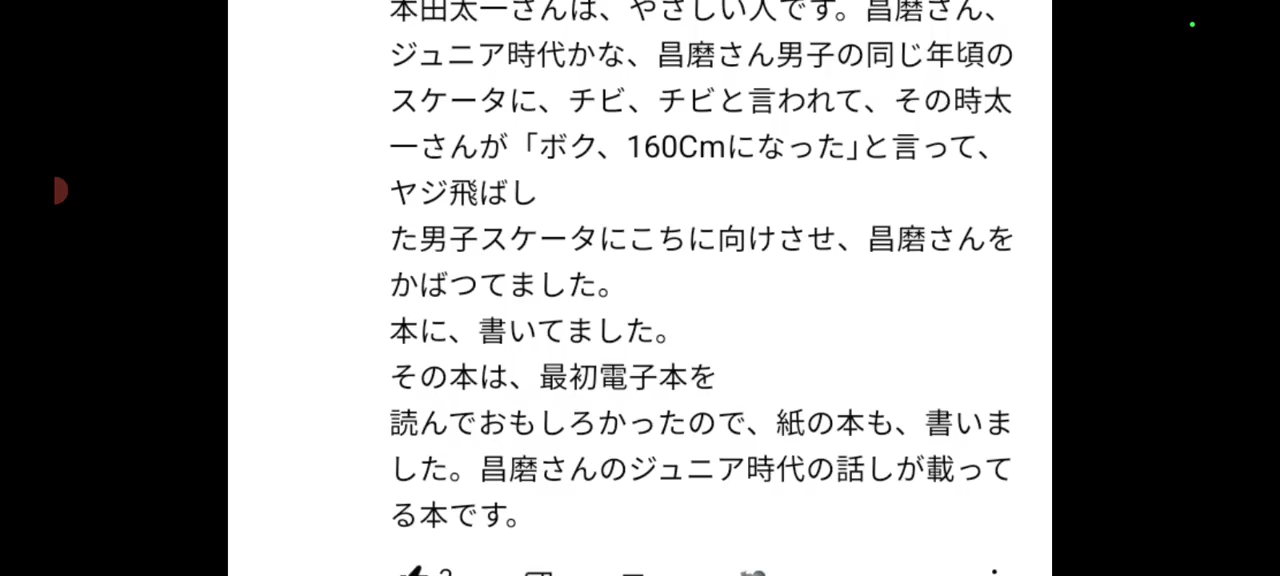 本田太一さんは、やさしい人です。昌磨さん、
ジュニア時代かな、昌磨さん男子の同じ年頃の
スケータに、チビ、チビと言われて、その時太
一さんが「ボク、160Cmになった」と言って、
ヤジ飛ばし
た男子スケータにこちに向けさせ、昌磨さんを
かばつてました。
本に、書いてました。
その本は、最初電子本を
読んでおもしろかったので、紙の本も、書いま
した。昌磨さんのジュニア時代の話しが載って
る本です。